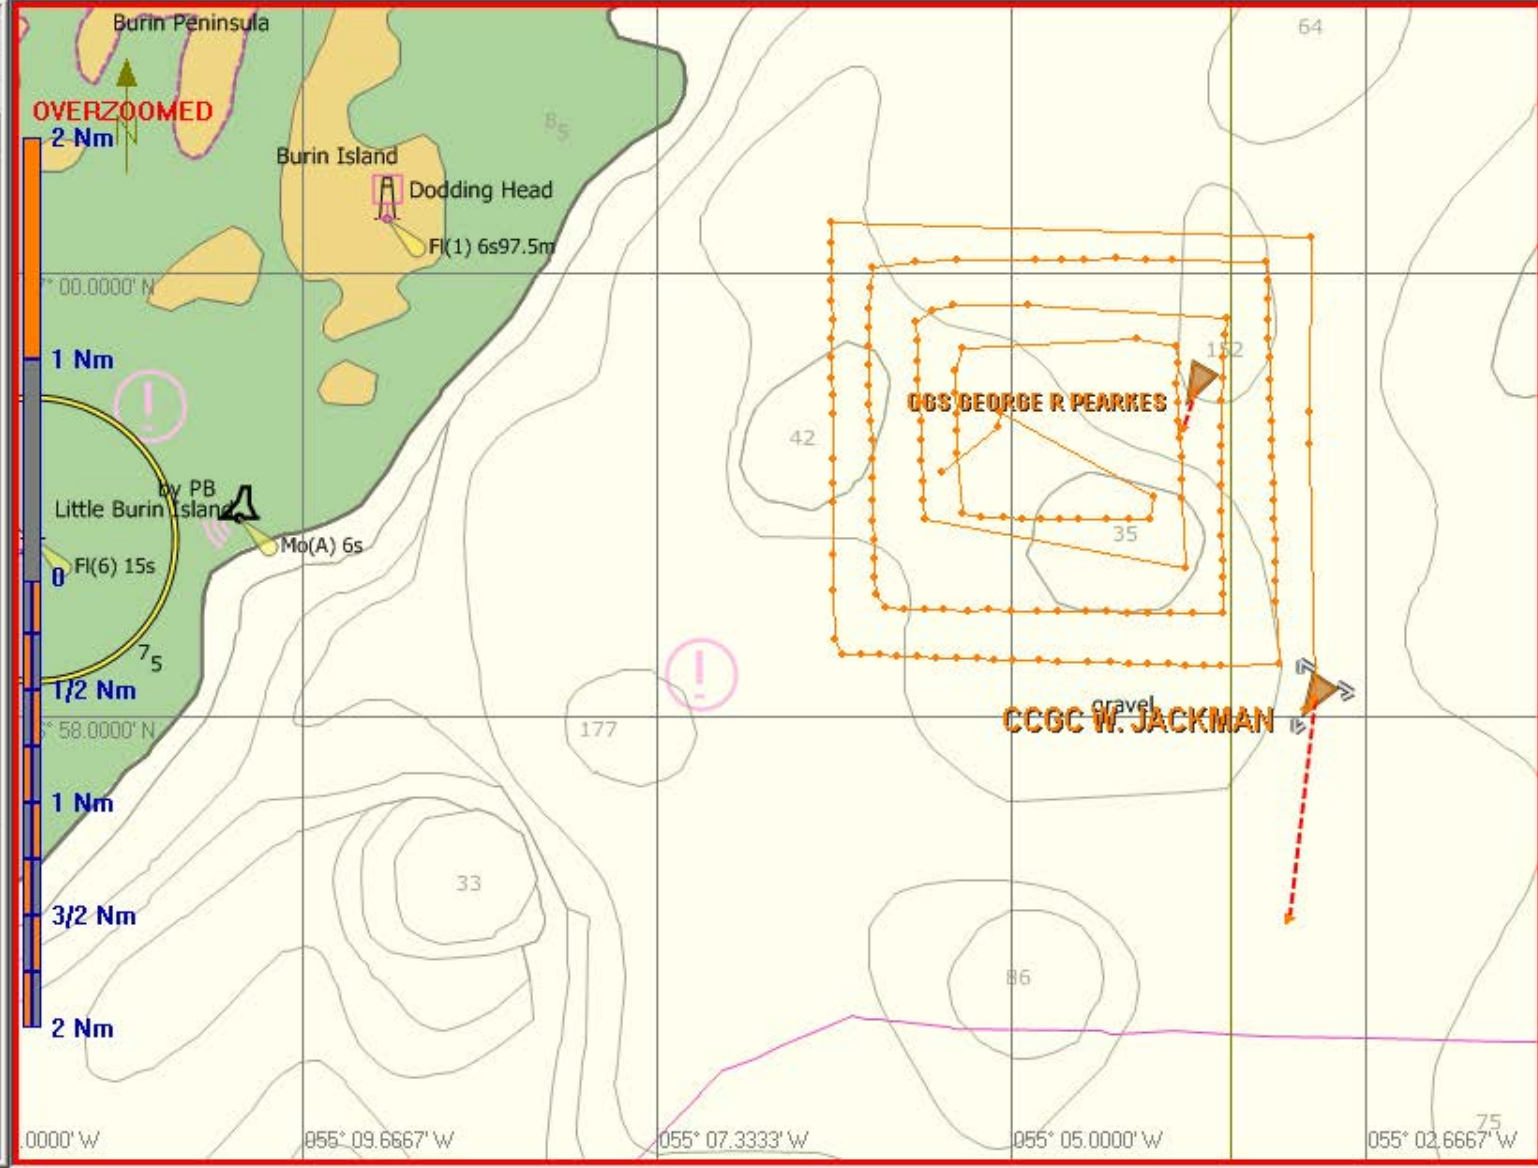 Burin Peninsula
64
OVERZOOMED
N
2 Nm
8₅
Burin Island
Dodding Head
Fl(1) 6s97.5m
7° 00.0000' N
1 Nm
152
CGS GEORGE R PEARKES
42
by PB
Little Burin Island
Mo(A) 6s
35
Fl(6) 15s
0
7₅
1/2 Nm
gravel
CCGC W. JACKMAN
177
6° 58.0000' N
1 Nm
33
3/2 Nm
86
2 Nm
75
.0000' W
055° 09.6667' W
055° 07.3333' W
055° 05.0000' W
055° 02.6667' W